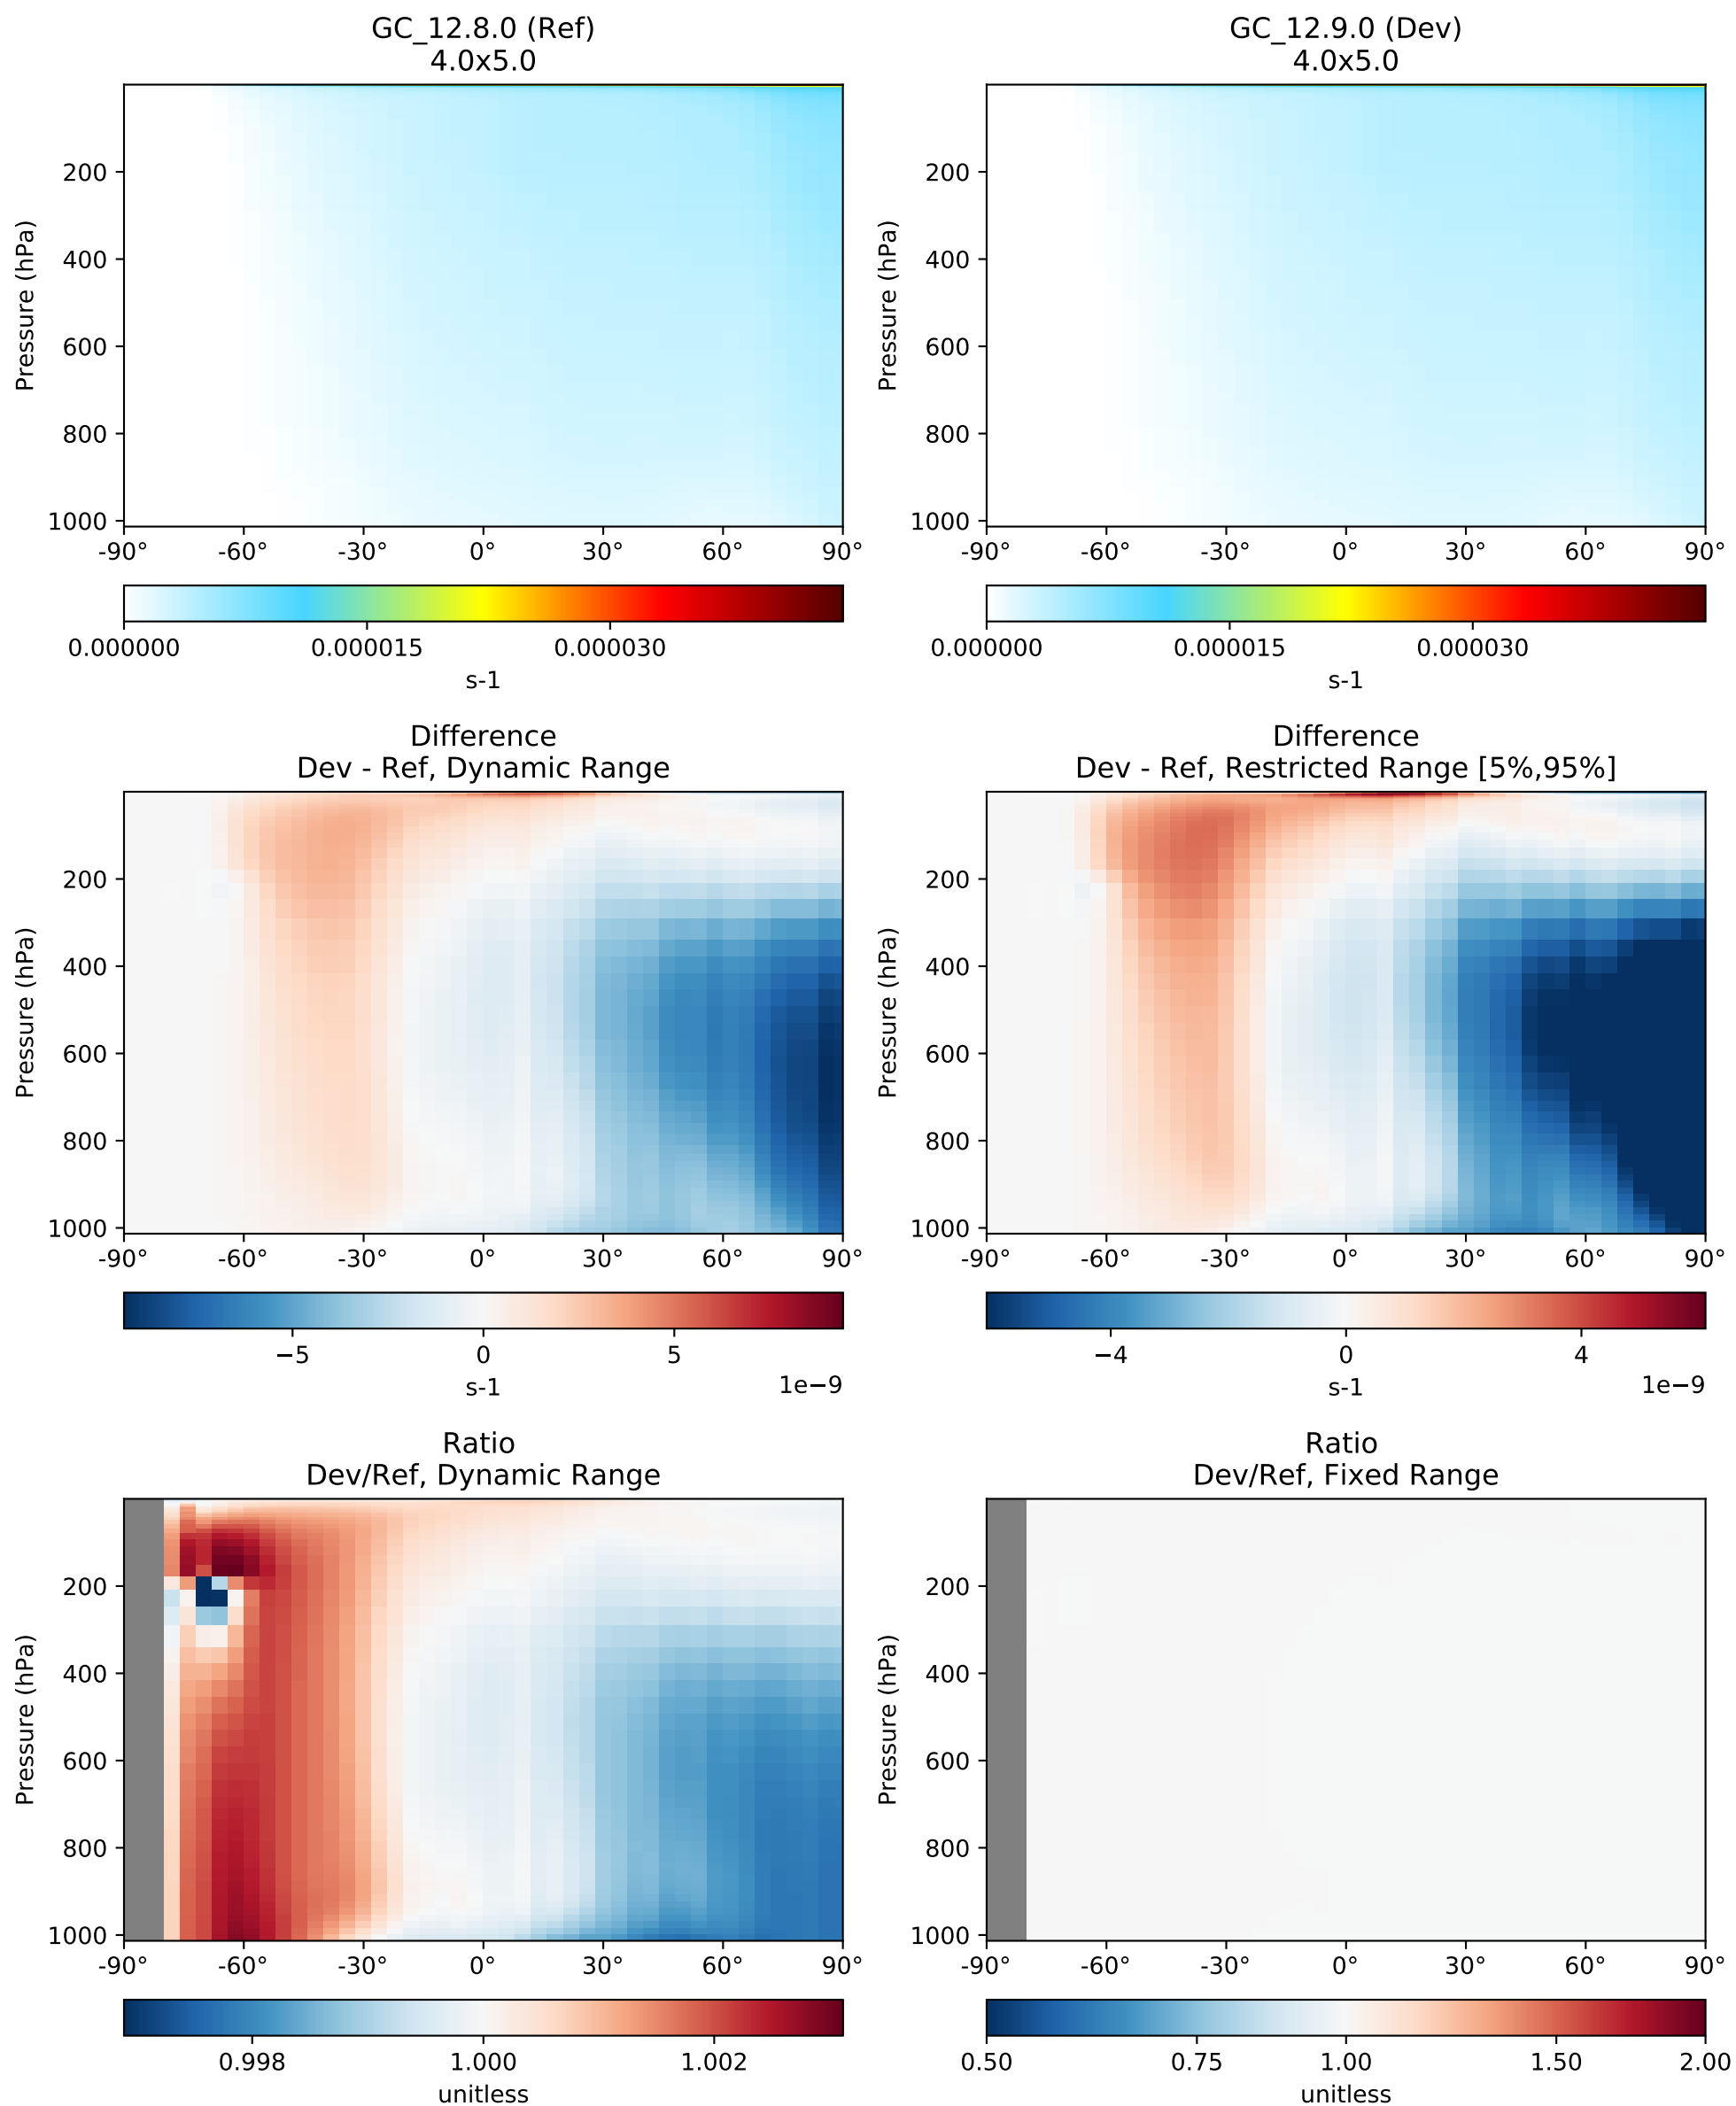 GC_12.8.0 (Ref)
4.0x5.0
Pressure (hPa)
200
400
600
800
1000
-90° -60° -30° 0° 30° 60° 90°
0.000000 0.000015 0.000030
s-1
GC_12.9.0 (Dev)
4.0x5.0
Pressure (hPa)
200
400
600
800
1000
-90° -60° -30° 0° 30° 60° 90°
0.000000 0.000015 0.000030
s-1
Difference
Dev - Ref, Dynamic Range
Pressure (hPa)
200
400
600
800
1000
-90° -60° -30° 0° 30° 60° 90°
−5 0 5
s-1 1e−9
Difference
Dev - Ref, Restricted Range [5%,95%]
Pressure (hPa)
200
400
600
800
1000
-90° -60° -30° 0° 30° 60° 90°
−4 0 4
s-1 1e−9
Ratio
Dev/Ref, Dynamic Range
Pressure (hPa)
200
400
600
800
1000
-90° -60° -30° 0° 30° 60° 90°
0.998 1.000 1.002
unitless
Ratio
Dev/Ref, Fixed Range
Pressure (hPa)
200
400
600
800
1000
-90° -60° -30° 0° 30° 60° 90°
0.50 0.75 1.00 1.50 2.00
unitless